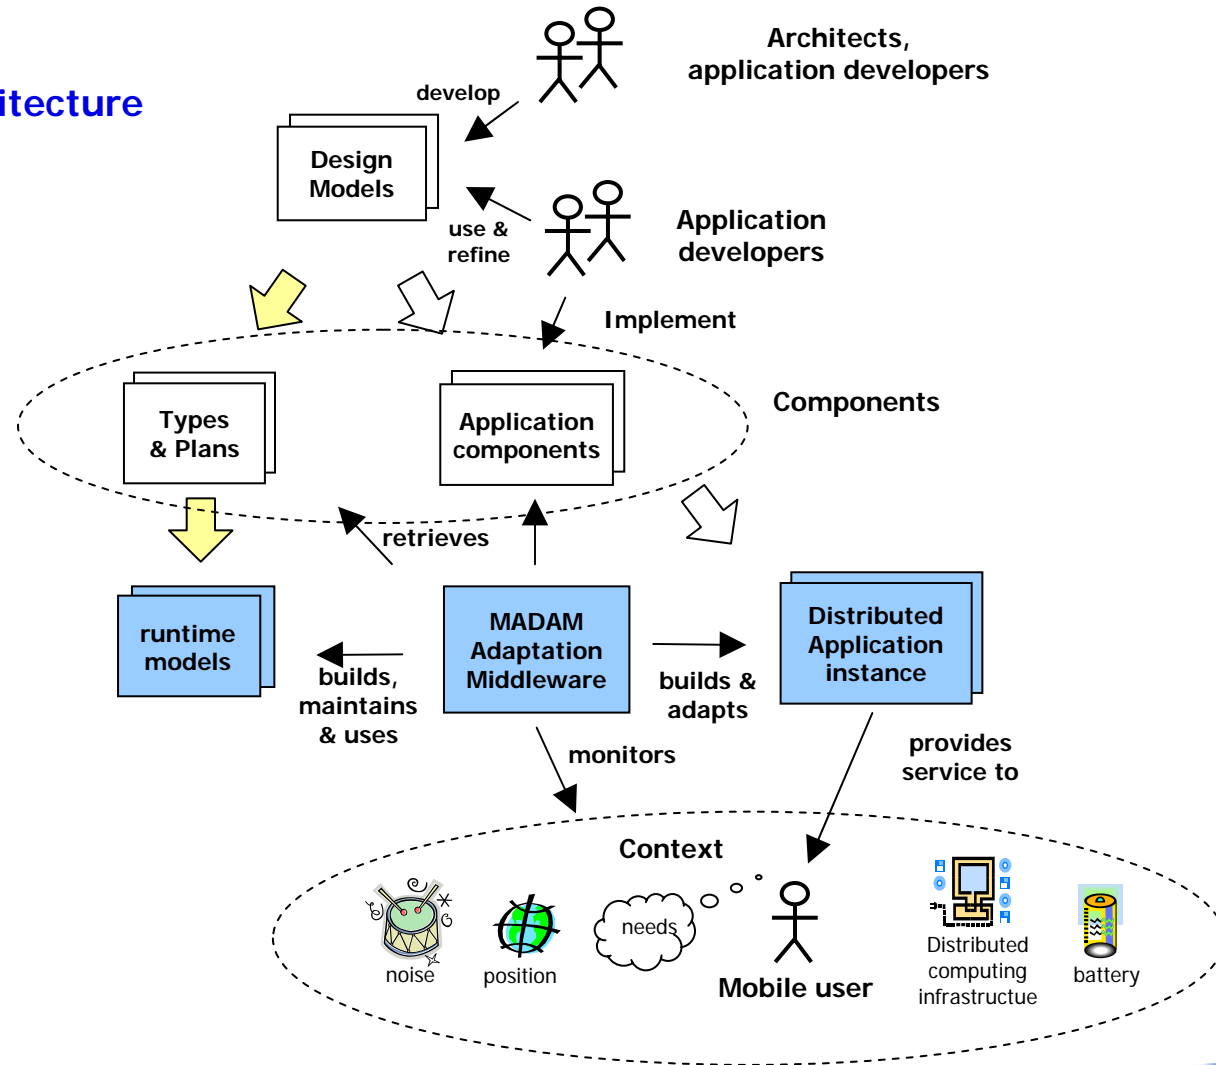 Architects,
application developers
itecture
develop
Design
Models
use &
refine
Application
developers
Implement
Types
& Plans
Application
components
Components
retrieves
runtime
models
MADAM
Adaptation
Middleware
Distributed
Application
instance
builds,
maintains
& uses
builds &
adapts
monitors
provides
service to
Context
noise
position
needs
Mobile user
Distributed
computing
infrastructue
battery